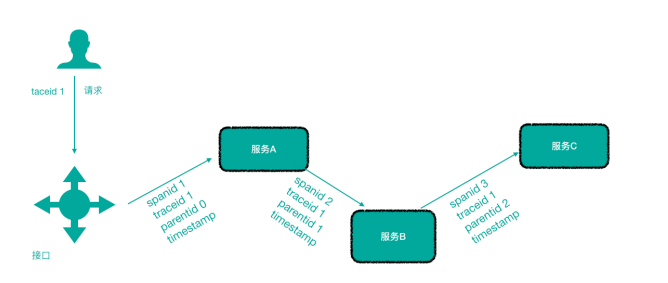 taceid 1
请求
接口
spanid 1
traceid 1
parentid 0
timestamp
服务A
spanid 2
traceid 1
parentid 1
timestamp
服务B
spanid 3
traceid 1
parentid 2
timestamp
服务C